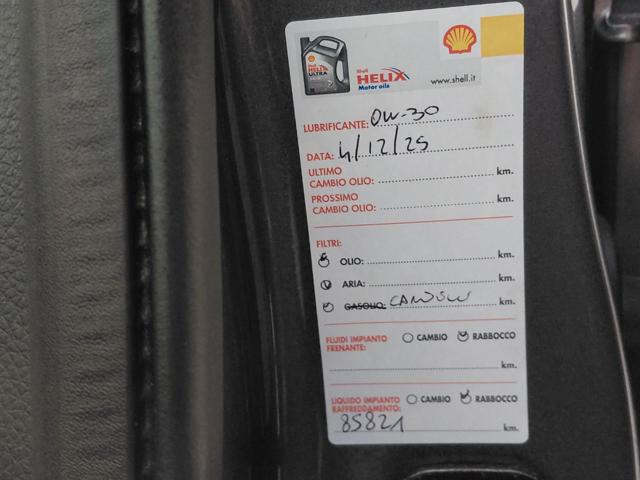 Shell
HELIX
ULTRA
Shell
HELIX
Motor oils
www.shell.it
LUBRIFICANTE: 0W-30
DATA: 4/12/25
ULTIMO
CAMBIO OLIO: km.
PROSSIMO
CAMBIO OLIO: km.
FILTRI:
OLIO: km.
ARIA: km.
GASOLIO: km.
FLUIDI IMPIANTO FRENANTE: CAMBIO RABBOCCO
km.
LIQUIDO IMPIANTO RAFFREDDAMENTO: CAMBIO RABBOCCO
85821 km.